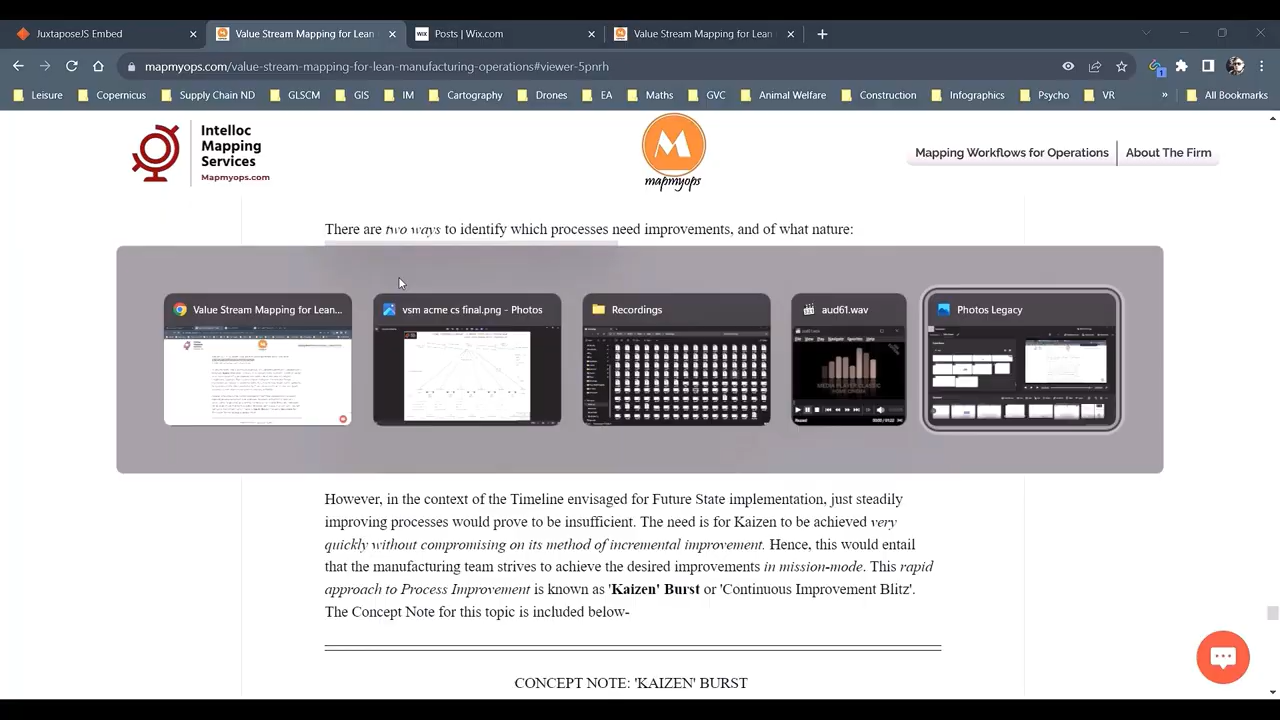 JuxtaposeJS Embed
Value Stream Mapping for Lean
Posts | Wix.com
Value Stream Mapping for Lean
mapmyops.com/value-stream-mapping-for-lean-manufacturing-operations#viewer-5pnrh
Leisure Copernicus Supply Chain ND GLSCM GIS IM Cartography Drones EA Maths GVC Animal Welfare Construction Infographics Psycho VR » All Bookmarks
Intelloc
Mapping
Services
Mapmyops.com
M
mapmyops
Mapping Workflows for Operations
About The Firm
There are two ways to identify which processes need improvements, and of what nature:
Value Stream Mapping for Lean...
vsm acme cs final.png - Photos
Recordings
aud61.wav
Photos Legacy
However, in the context of the Timeline envisaged for Future State implementation, just steadily
improving processes would prove to be insufficient. The need is for Kaizen to be achieved very
quickly without compromising on its method of incremental improvement. Hence, this would entail
that the manufacturing team strives to achieve the desired improvements in mission-mode. This rapid
approach to Process Improvement is known as 'Kaizen' Burst or 'Continuous Improvement Blitz'.
The Concept Note for this topic is included below-
CONCEPT NOTE: 'KAIZEN' BURST